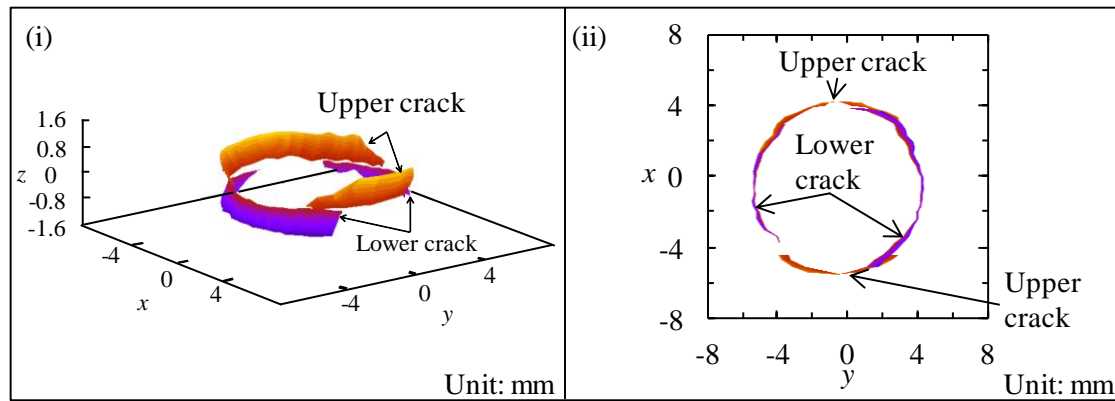 (i)
Upper crack
1.6
0.8
z 0
-0.8
-1.6
Lower crack
-4
0
4
x
-4
0
4
y
Unit: mm
(ii)
8
Upper crack
4
Lower
crack
x 0
-4
-8
Upper
crack
-8 -4 0 4 8
y
Unit: mm